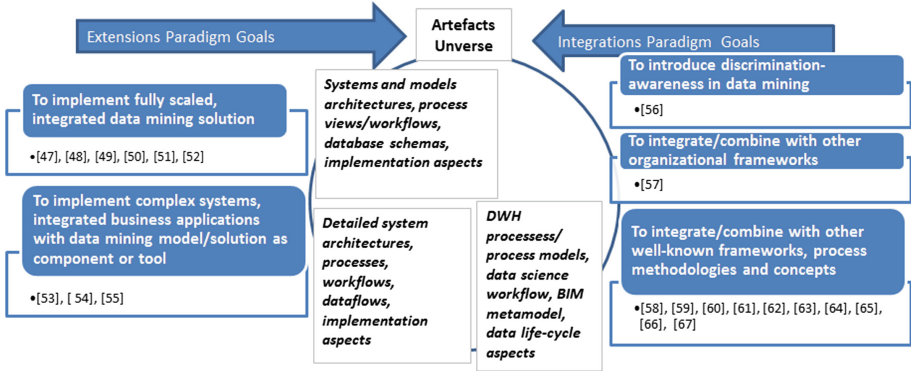 Extensions Paradigm Goals
Artefacts
Unverse
Integrations Paradigm Goals
To implement fully scaled,
integrated data mining solution
•[47], [48], [49], [50], [51], [52]
To implement complex systems,
integrated business applications
with data mining model/solution as
component or tool
•[53], [ 54], [55]
Systems and models
architectures, process
views/workflows,
database schemas,
implementation aspects
Detailed system
architectures,
processes,
workflows,
dataflows,
implementation
aspects
DWH
processess/
process models,
data science
workflow, BIM
metamodel,
data life-cycle
aspects
To introduce discrimination-
awareness in data mining
•[56]
To integrate/combine with other
organizational frameworks
•[57]
To integrate/combine with other
well-known frameworks, process
methodologies and concepts
•[58], [59], [60], [61], [62], [63], [64], [65],
[66], [67]